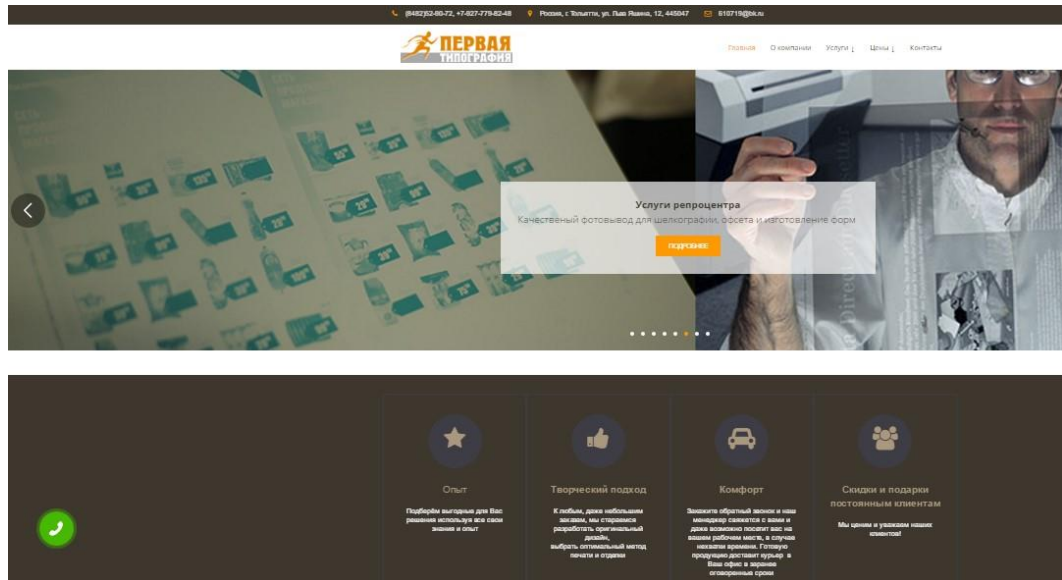 (8482)52-80-72, +7-927-779-82-48 Россия, г. Тольятти, ул. Льва Яшина, 12, 445047 610719@bk.ru
ПЕРВАЯ
ТИПОГРАФИЯ
Главная О компании Услуги ↓ Цены ↓ Контакты
Услуги репроцентра
Качественый фотовывод для шелкографии, офсета и изготовление форм
ПОДРОБНЕЕ
Опыт
Подберём выгодные для Вас
решения используя все свои
знания и опыт
Творческий подход
К любым, даже небольшим
заказам, мы стараемся
разработать оригинальный
дизайн,
выбрать оптимальный метод
печати и отделки
Комфорт
Закажите обратный звонок и наш
менеджер свяжется с вами и
даже возможно посетит вас на
вашем рабочем месте, в случае
нехватки времени. Готовую
продукцию доставит курьер в
Ваш офис в заранее
оговоренные сроки
Скидки и подарки
постоянным клиентам
Мы ценим и уважаем наших
клиентов!